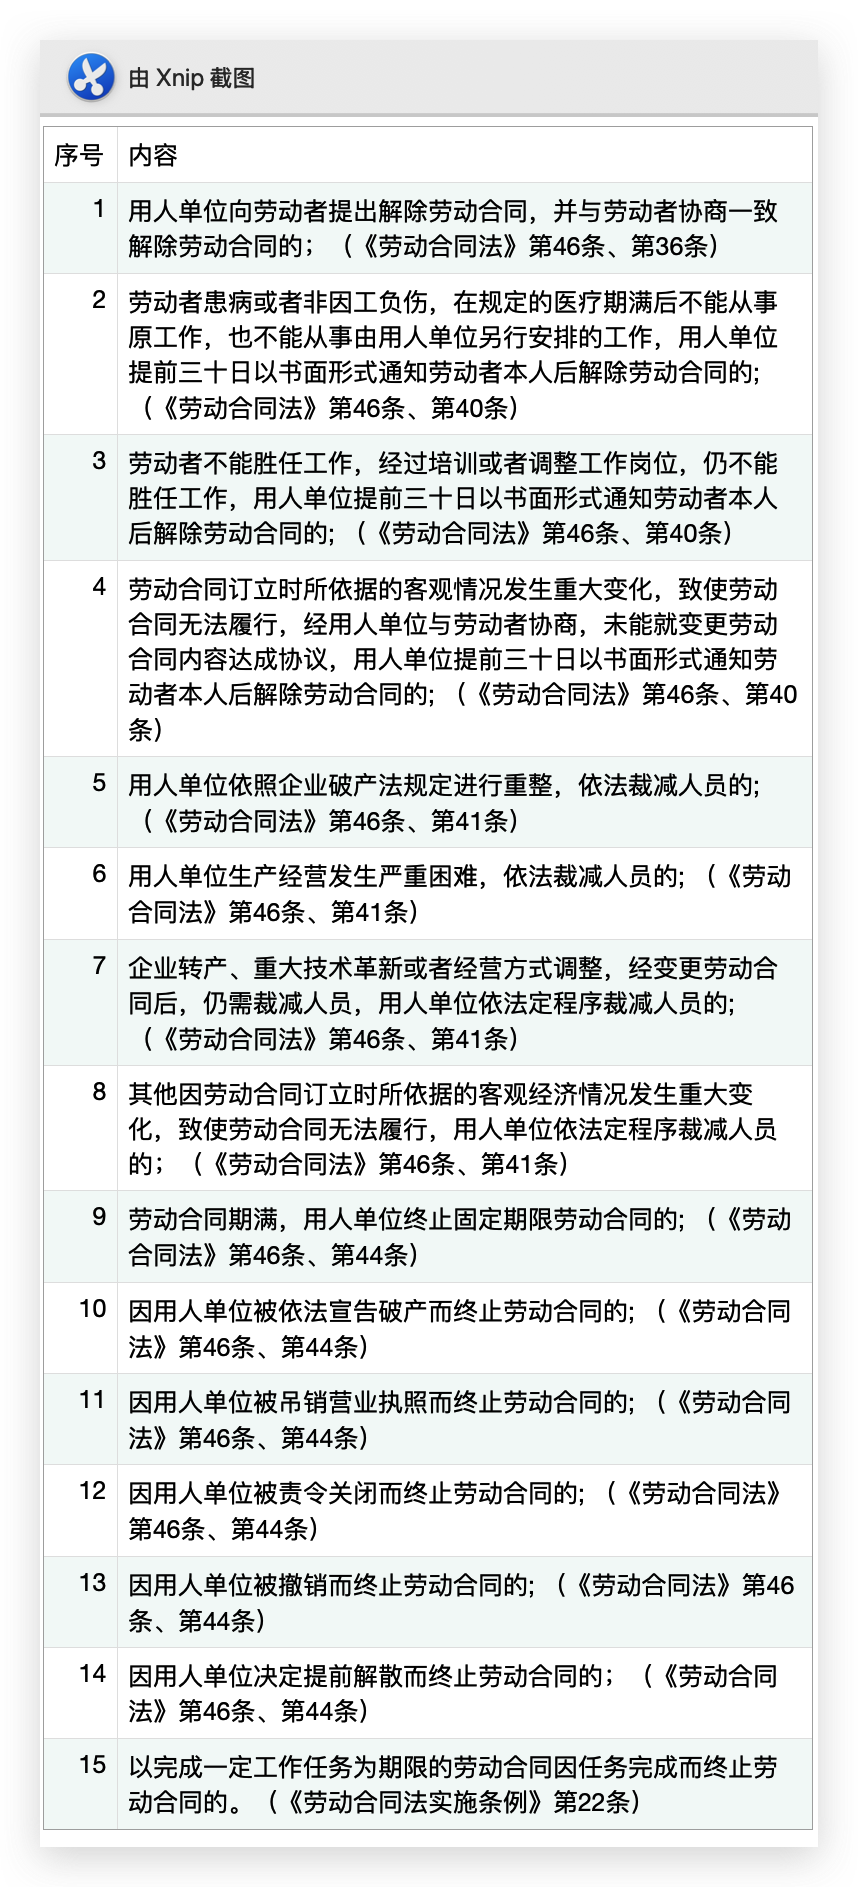 由 Xnip 截图
序号 内容
1 用人单位向劳动者提出解除劳动合同，并与劳动者协商一致
解除劳动合同的；（《劳动合同法》第46条、第36条）
2 劳动者患病或者非因工负伤，在规定的医疗期满后不能从事
原工作，也不能从事由用人单位另行安排的工作，用人单位
提前三十日以书面形式通知劳动者本人后解除劳动合同的;
（《劳动合同法》第46条、第40条）
3 劳动者不能胜任工作，经过培训或者调整工作岗位，仍不能
胜任工作，用人单位提前三十日以书面形式通知劳动者本人
后解除劳动合同的;（《劳动合同法》第46条、第40条）
4 劳动合同订立时所依据的客观情况发生重大变化，致使劳动
合同无法履行，经用人单位与劳动者协商，未能就变更劳动
合同内容达成协议，用人单位提前三十日以书面形式通知劳
动者本人后解除劳动合同的;（《劳动合同法》第46条、第40
条）
5 用人单位依照企业破产法规定进行重整，依法裁减人员的;
（《劳动合同法》第46条、第41条）
6 用人单位生产经营发生严重困难，依法裁减人员的;（《劳动
合同法》第46条、第41条）
7 企业转产、重大技术革新或者经营方式调整，经变更劳动合
同后，仍需裁减人员，用人单位依法定程序裁减人员的;
（《劳动合同法》第46条、第41条）
8 其他因劳动合同订立时所依据的客观经济情况发生重大变
化，致使劳动合同无法履行，用人单位依法定程序裁减人员
的；（《劳动合同法》第46条、第41条）
9 劳动合同期满，用人单位终止固定期限劳动合同的;（《劳动
合同法》第46条、第44条）
10 因用人单位被依法宣告破产而终止劳动合同的;（《劳动合同
法》第46条、第44条）
11 因用人单位被吊销营业执照而终止劳动合同的;（《劳动合同
法》第46条、第44条）
12 因用人单位被责令关闭而终止劳动合同的;（《劳动合同法》
第46条、第44条）
13 因用人单位被撤销而终止劳动合同的;（《劳动合同法》第46
条、第44条）
14 因用人单位决定提前解散而终止劳动合同的；（《劳动合同
法》第46条、第44条）
15 以完成一定工作任务为期限的劳动合同因任务完成而终止劳
动合同的。（《劳动合同法实施条例》第22条）